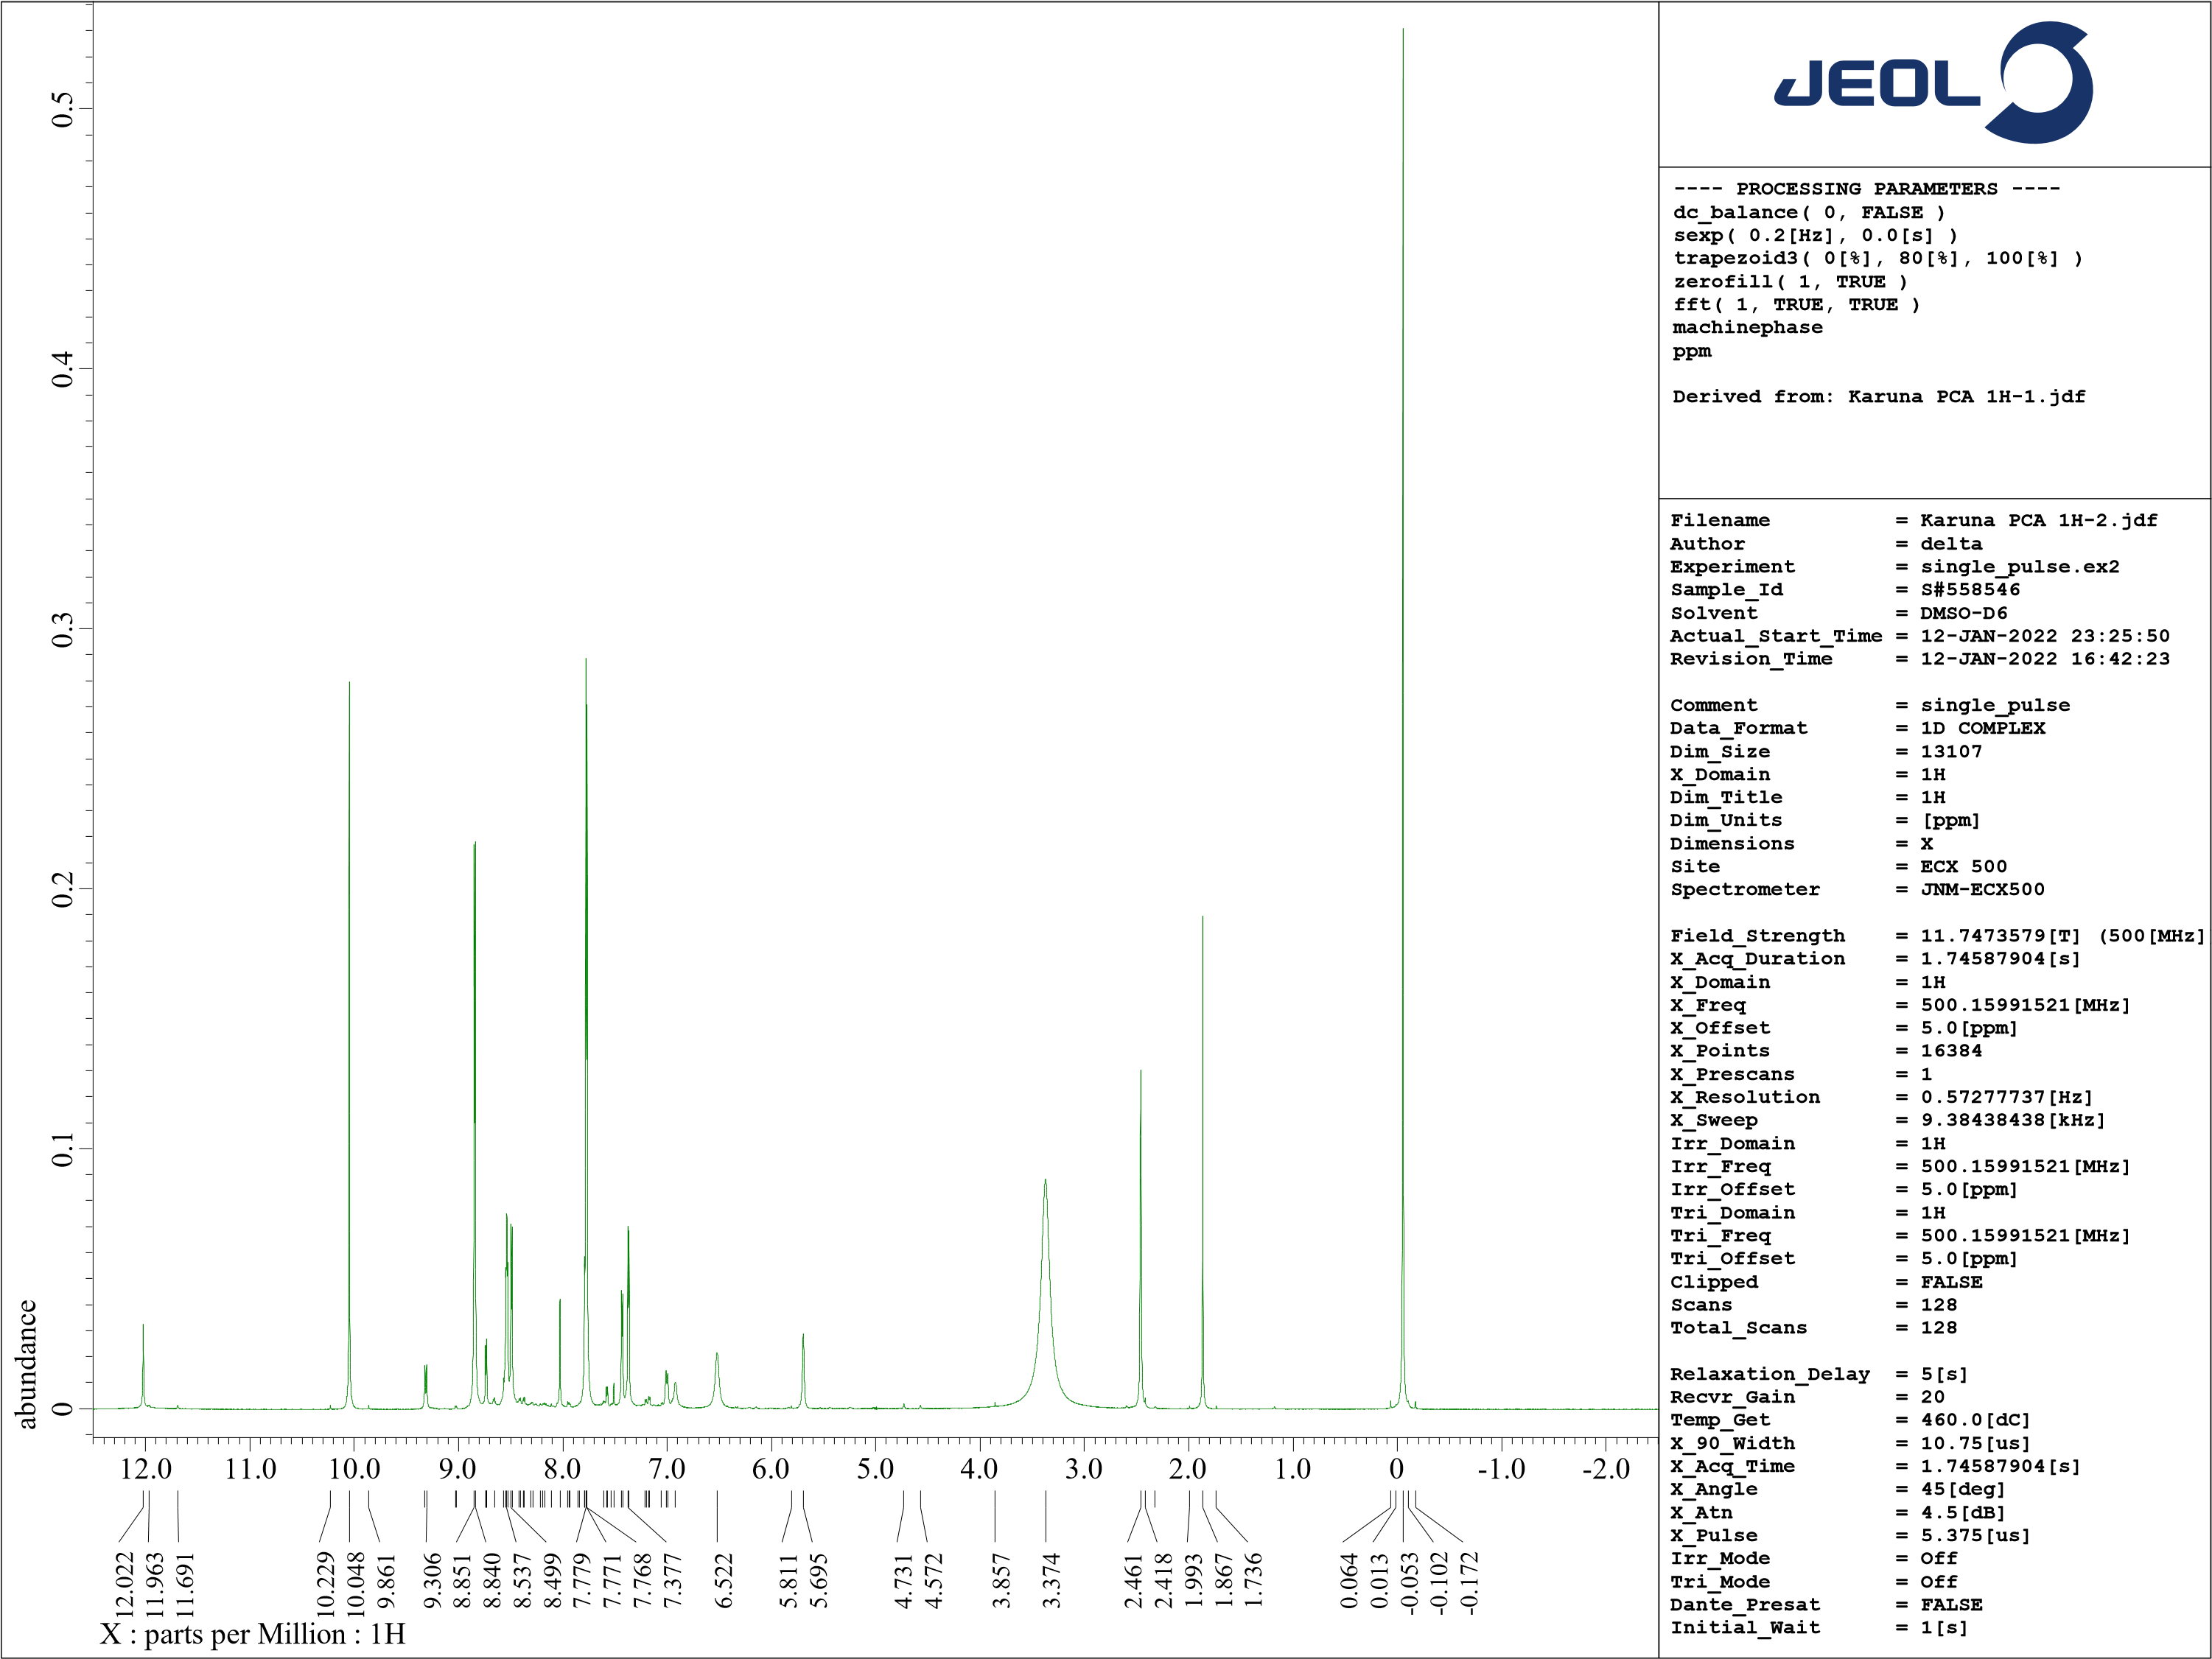 JEOL
---- PROCESSING PARAMETERS ----
dc_balance( 0, FALSE )
sexp( 0.2[Hz], 0.0[s] )
trapezoid3( 0[%], 80[%], 100[%] )
zerofill( 1, TRUE )
fft( 1, TRUE, TRUE )
machinephase
ppm
Derived from: Karuna PCA 1H-1.jdf
Filename = Karuna PCA 1H-2.jdf
Author = delta
Experiment = single_pulse.ex2
Sample_Id = S#558546
Solvent = DMSO-D6
Actual_Start_Time = 12-JAN-2022 23:25:50
Revision_Time = 12-JAN-2022 16:42:23
Comment = single_pulse
Data_Format = 1D COMPLEX
Dim_Size = 13107
X_Domain = 1H
Dim_Title = 1H
Dim_Units = [ppm]
Dimensions = X
Site = ECX 500
Spectrometer = JNM-ECX500
Field_Strength = 11.7473579[T] (500[MHz]
X_Acq_Duration = 1.74587904[s]
X_Domain = 1H
X_Freq = 500.15991521[MHz]
X_Offset = 5.0[ppm]
X_Points = 16384
X_Prescans = 1
X_Resolution = 0.57277737[Hz]
X_Sweep = 9.38438438[kHz]
Irr_Domain = 1H
Irr_Freq = 500.15991521[MHz]
Irr_Offset = 5.0[ppm]
Tri_Domain = 1H
Tri_Freq = 500.15991521[MHz]
Tri_Offset = 5.0[ppm]
Clipped = FALSE
Scans = 128
Total_Scans = 128
Relaxation_Delay = 5[s]
Recvr_Gain = 20
Temp_Get = 460.0[dC]
X_90_Width = 10.75[us]
X_Acq_Time = 1.74587904[s]
X_Angle = 45[deg]
X_Atn = 4.5[dB]
X_Pulse = 5.375[us]
Irr_Mode = Off
Tri_Mode = Off
Dante_Presat = FALSE
Initial_Wait = 1[s]
abundance
0.5
0.4
0.3
0.2
0.1
0
12.0 11.0 10.0 9.0 8.0 7.0 6.0 5.0 4.0 3.0 2.0 1.0 0 -1.0 -2.0
12.022
11.963
11.691
10.229
10.048
9.861
9.306
8.851
8.840
8.537
8.499
7.779
7.771
7.768
7.377
6.522
5.811
5.695
4.731
4.572
3.857
3.374
2.461
2.418
1.993
1.867
1.736
0.064
0.013
-0.053
-0.102
-0.172
X : parts per Million : 1H